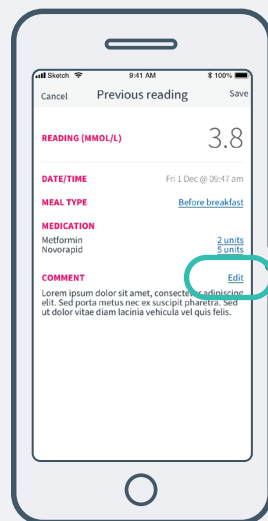 Sketch 9:41 AM 100%
Cancel Previous reading Save
READING (MMOL/L) 3.8
DATE/TIME Fri 1 Dec @ 09:47 am
MEAL TYPE Before breakfast
MEDICATION
Metformin 2 units
Novorapid 5 units
COMMENT Edit
Lorem ipsum dolor sit amet, consectetur adipiscing
elit. Sed porta metus nec ex suscipit pharetra. Sed
ut dolor vitae diam lacinia vehicula vel quis felis.